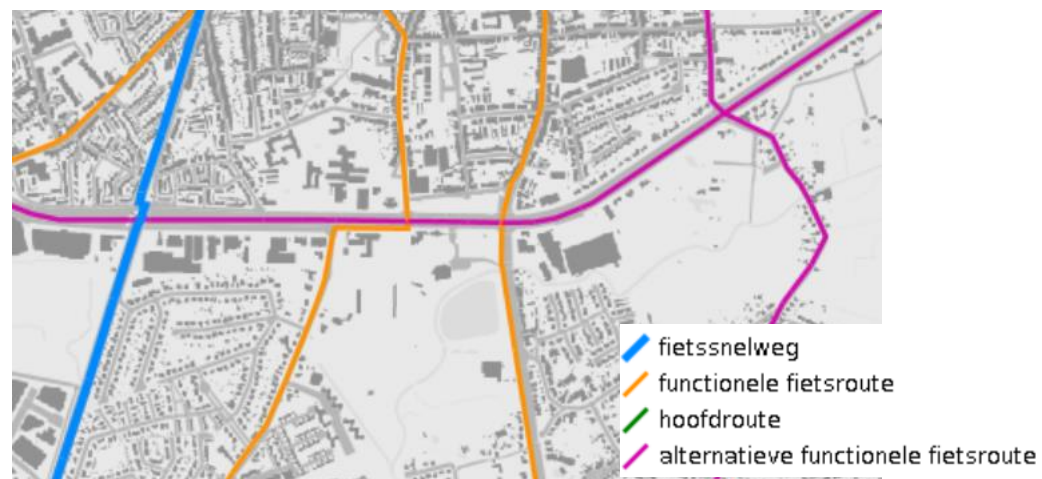 fietssnelweg
functionele fietsroute
hoofdroute
alternatieve functionele fietsroute